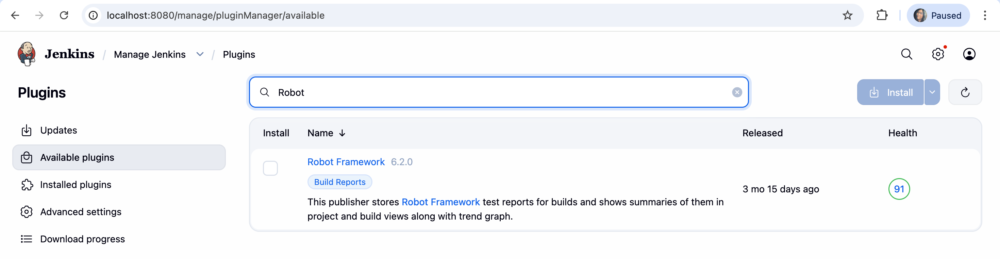 localhost:8080/manage/pluginManager/available
Paused
Jenkins / Manage Jenkins / Plugins
Plugins
Robot
Install
Updates
Available plugins
Installed plugins
Advanced settings
Download progress
Install Name Released Health
Robot Framework 6.2.0
Build Reports
This publisher stores Robot Framework test reports for builds and shows summaries of them in
project and build views along with trend graph.
3 mo 15 days ago
91